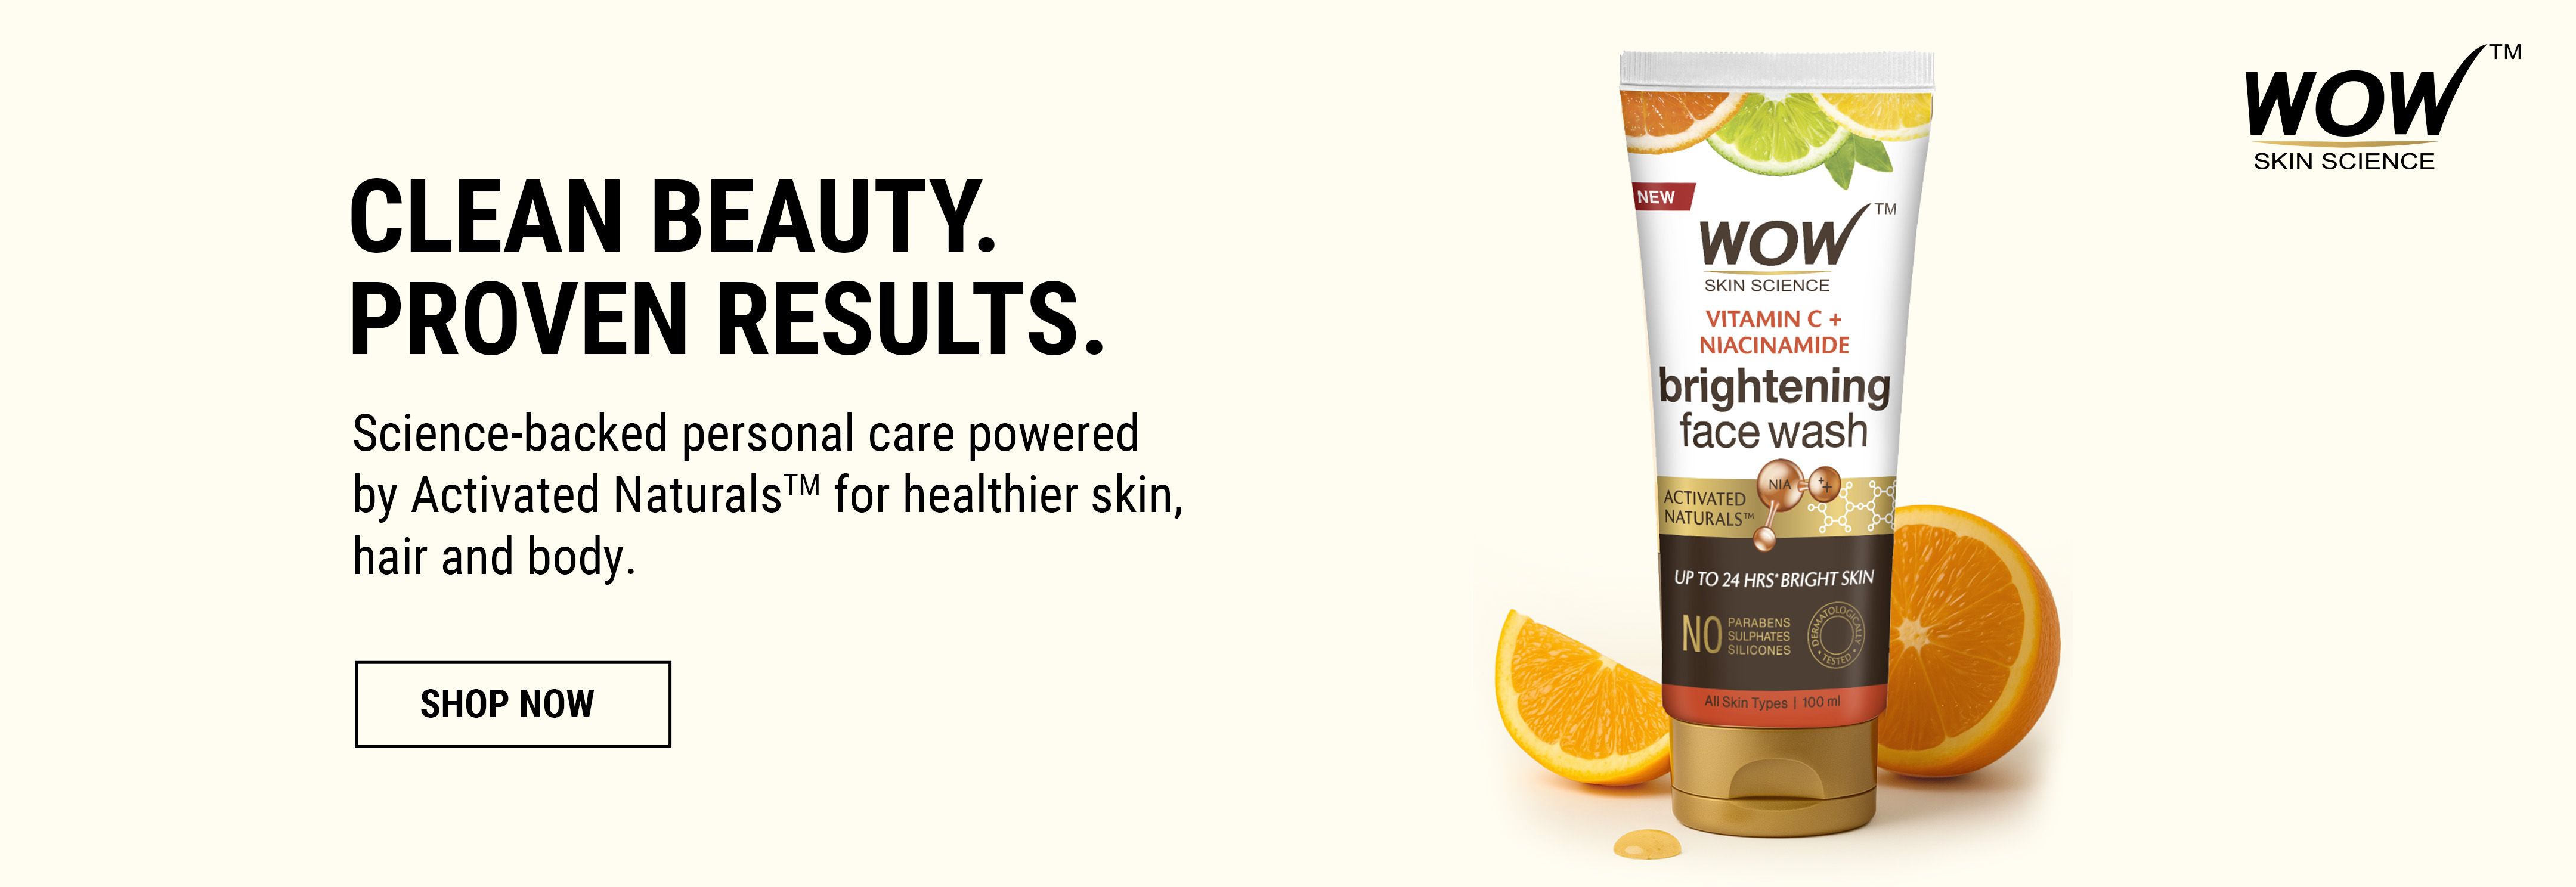 CLEAN BEAUTY.
PROVEN RESULTS.
Science-backed personal care powered
by Activated Naturals™ for healthier skin,
hair and body.
SHOP NOW
NEW
WOW™
SKIN SCIENCE
VITAMIN C +
NIACINAMIDE
brightening
face wash
ACTIVATED
NATURALS™
NIA
++
UP TO 24 HRS* BRIGHT SKIN
NO
PARABENS
SULPHATES
SILICONES
DERMATOLOGICALLY
• TESTED •
All Skin Types | 100 ml
WOW™
SKIN SCIENCE